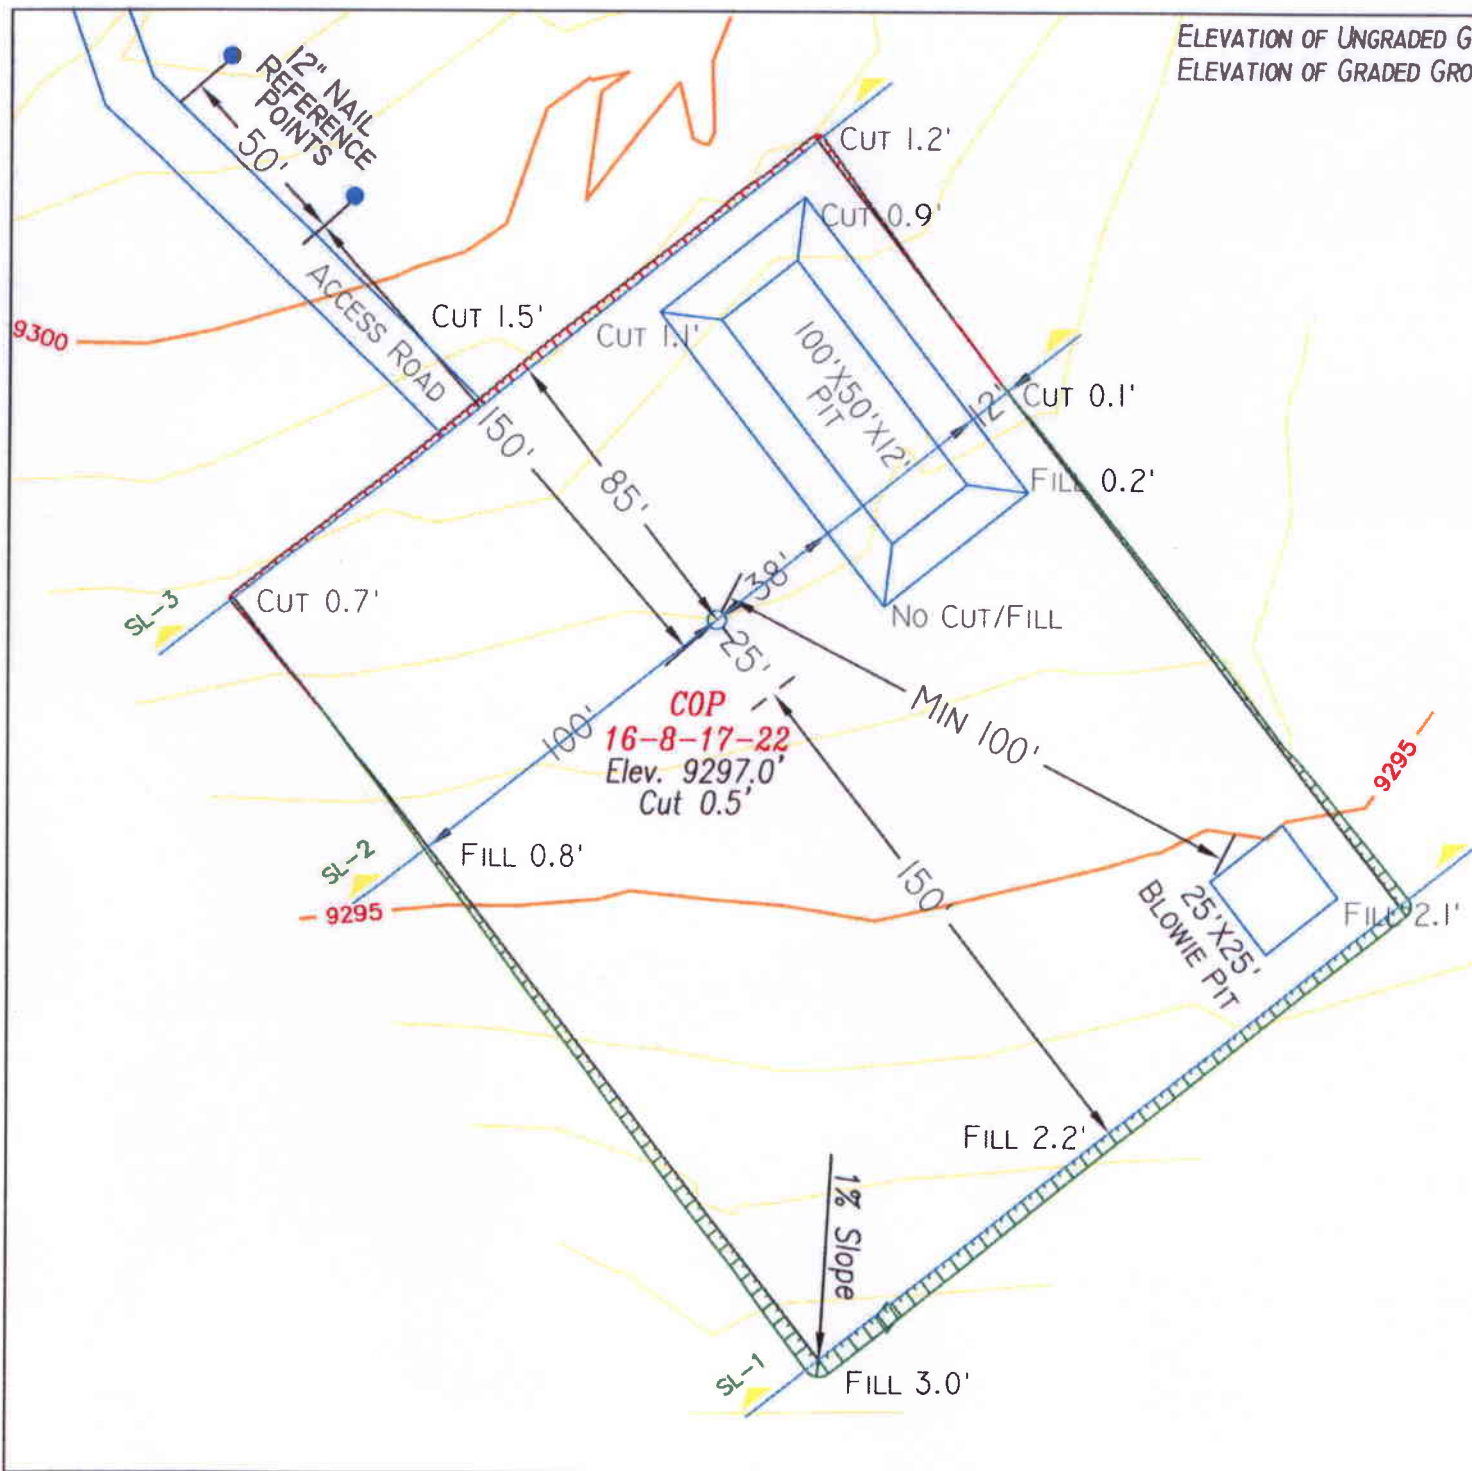 ELEVATION OF UNGRADED G
ELEVATION OF GRADED GRO
12" NAIL
REFERENCE
POINTS
50'
CUT 1.2'
CUT 0.9'
ACCESS ROAD
CUT 1.5'
CUT 1.1'
9300
100'X50'X12'
PIT
12'
CUT 0.1'
150'
85'
FILL 0.2'
SL-3
CUT 0.7'
38'
NO CUT/FILL
25'
COP
16-8-17-22
Elev. 9297.0'
Cut 0.5'
100'
MIN 100'
9295
SL-2
FILL 0.8'
9295
150'
25'X25'
BLOWIE PIT
FILL 2.1'
FILL 2.2'
1% Slope
SL-1
FILL 3.0'